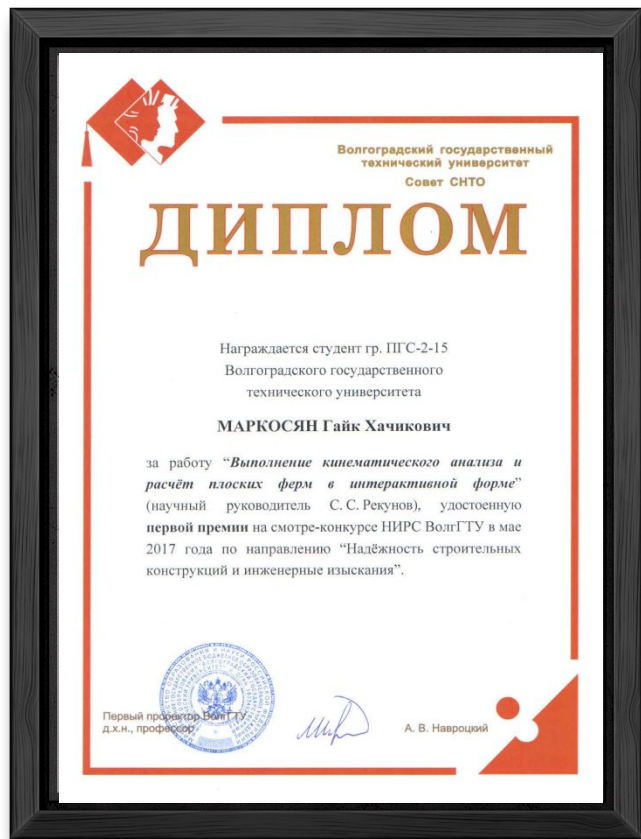 Волгоградский государственный
технический университет
Совет СНТО
ДИПЛОМ
Награждается студент гр. ПГС-2-15
Волгоградского государственного
технического университета
МАРКОСЯН Гайк Хачикович
за работу “Выполнение кинематического анализа и
расчёт плоских ферм в интерактивной форме”
(научный руководитель С. С. Рекунов), удостоенную
первой премии на смотре-конкурсе НИРС ВолгГТУ в мае
2017 года по направлению “Надёжность строительных
конструкций и инженерные изыскания”.
Первый проректор ВолгГТУ
д.х.н., профессор
А. В. Навроцкий